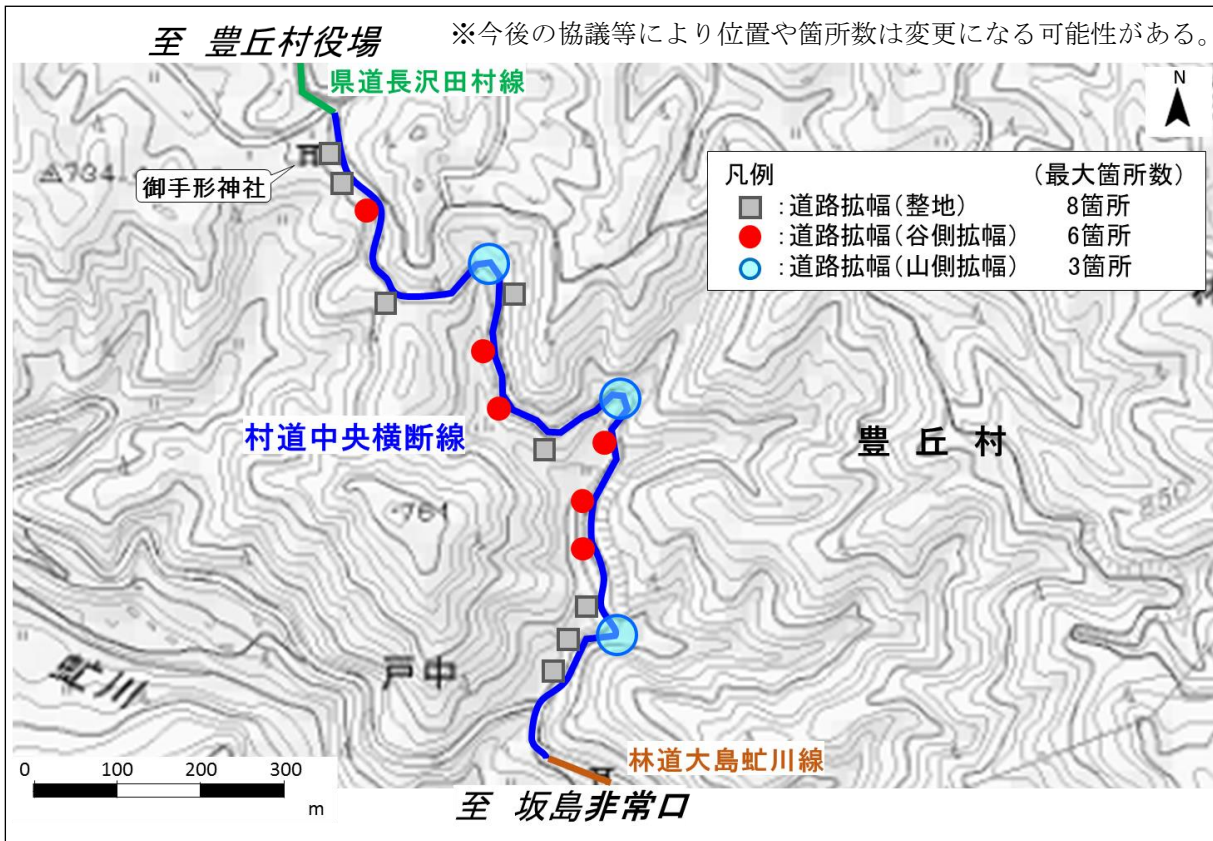 至 豊丘村役場
※今後の協議等により位置や箇所数は変更になる可能性がある。
県道長沢田村線
N
御手形神社
凡例 (最大箇所数)
:道路拡幅(整地) 8箇所
:道路拡幅(谷側拡幅) 6箇所
:道路拡幅(山側拡幅) 3箇所
村道中央横断線
豊丘村
・761
850
虻川
戸中
林道大島虻川線
0 100 200 300
m
至 坂島非常口